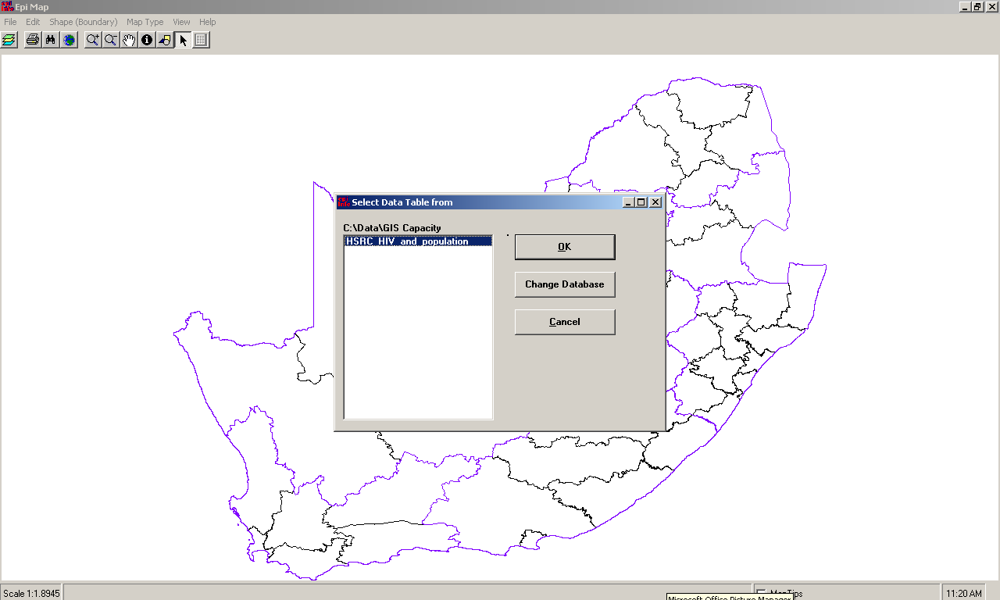 Epi Map
File Edit Shape (Boundary) Map Type View Help
Select Data Table from
C:\Data\GIS Capacity
HSRC_HIV_and_population
OK
Change Database
Cancel
Scale 1:1.8945
MapTips
11:20 AM
Microsoft Office Picture Manager